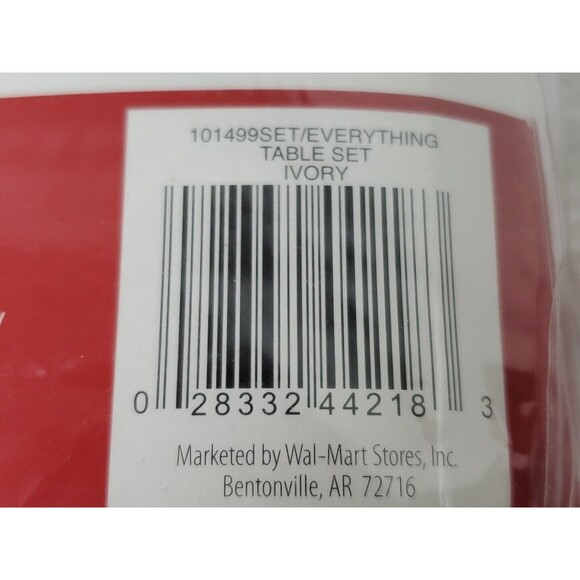 101499SET/EVERYTHING
TABLE SET
IVORY
0 28332 44218 3
Marketed by Wal-Mart Stores, Inc.
Bentonville, AR 72716